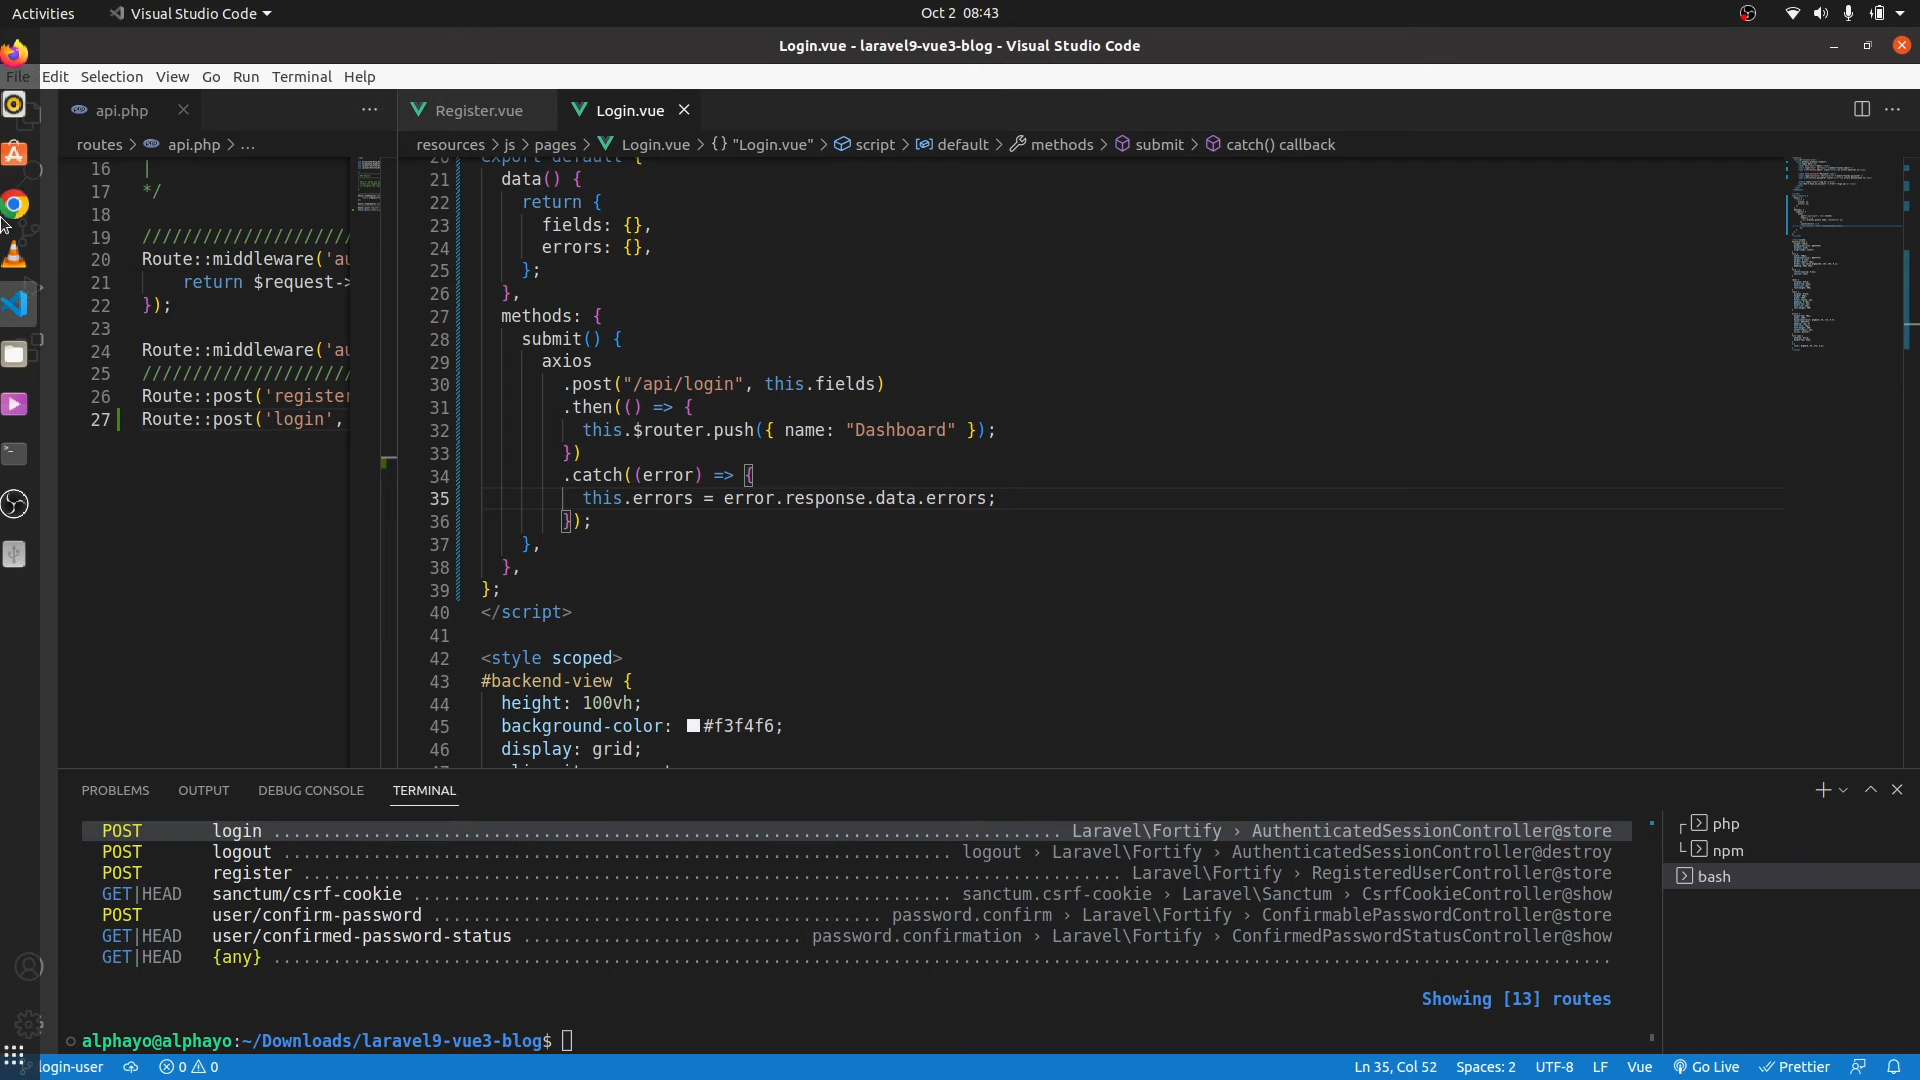 Activities
Visual Studio Code
Oct 2 08:43
Login.vue - laravel9-vue3-blog - Visual Studio Code
File Edit Selection View Go Run Terminal Help
api.php
routes > api.php > ...
16 |
17 */
18
19 /////////////////////
20 Route::middleware('au
21 return $request->
22 });
23
24 Route::middleware('au
25 /////////////////////
26 Route::post('register
27 Route::post('login',
Register.vue
Login.vue
resources > js > pages > Login.vue > {} "Login.vue" > script > default > methods > submit > catch() callback
20 export default {
21 data() {
22 return {
23 fields: {},
24 errors: {},
25 };
26 },
27 methods: {
28 submit() {
29 axios
30 .post("/api/login", this.fields)
31 .then(() => {
32 this.$router.push({ name: "Dashboard" });
33 })
34 .catch((error) => {
35 this.errors = error.response.data.errors;
36 });
37 },
38 },
39 };
40 </script>
41
42 <style scoped>
43 #backend-view {
44 height: 100vh;
45 background-color: #f3f4f6;
46 display: grid;
PROBLEMS OUTPUT DEBUG CONSOLE TERMINAL
POST login ............................................................................... Laravel\Fortify › AuthenticatedSessionController@store
POST logout ................................................................... logout › Laravel\Fortify › AuthenticatedSessionController@destroy
POST register ................................................................................... Laravel\Fortify › RegisteredUserController@store
GET|HEAD sanctum/csrf-cookie ...................................................... sanctum.csrf-cookie › Laravel\Sanctum › CsrfCookieController@show
POST user/confirm-password ............................................. password.confirm › Laravel\Fortify › ConfirmablePasswordController@store
GET|HEAD user/confirmed-password-status ............................ password.confirmation › Laravel\Fortify › ConfirmedPasswordStatusController@show
GET|HEAD {any} .....................................................................................................................................
Showing [13] routes
alphayo@alphayo:~/Downloads/laravel9-vue3-blog$
php
npm
bash
login-user
0 0
Ln 35, Col 52 Spaces: 2 UTF-8 LF Vue Go Live Prettier